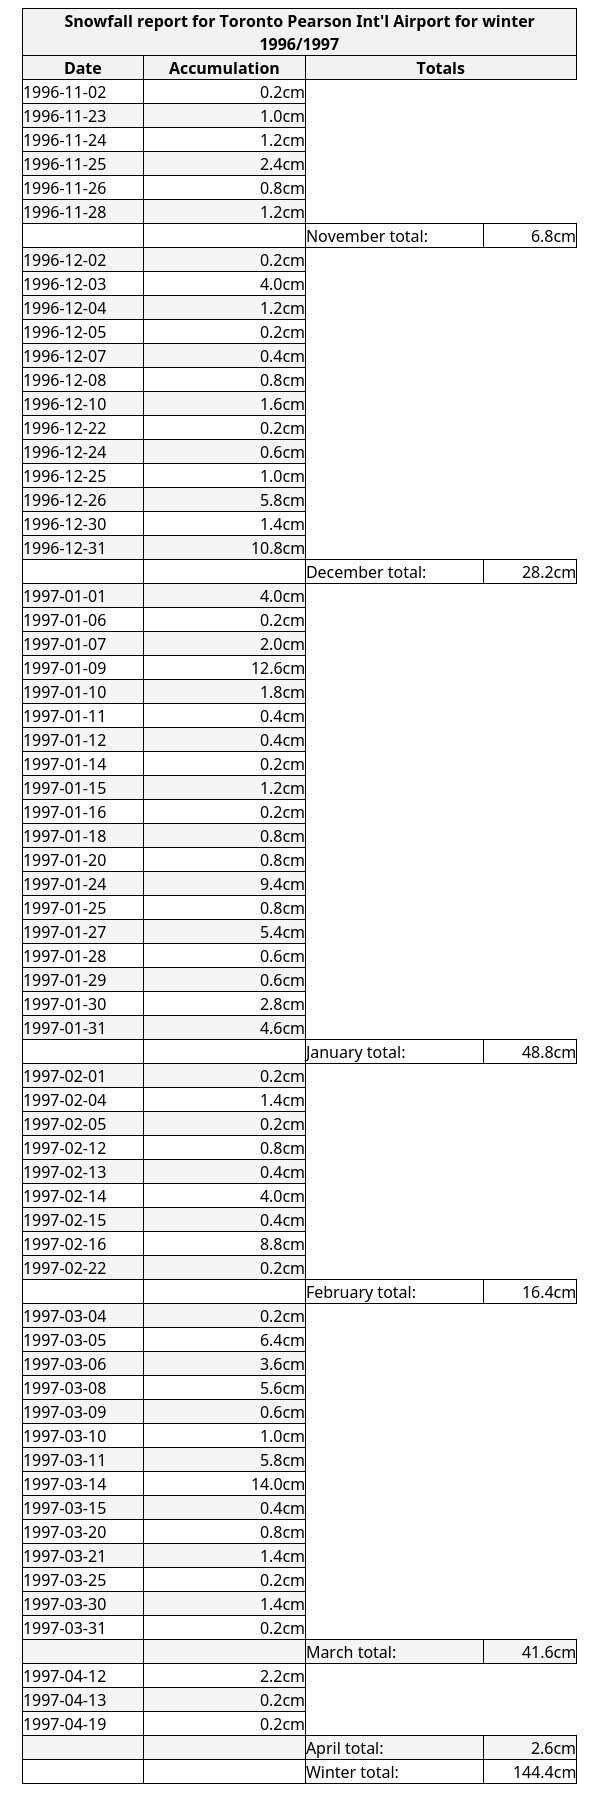 Snowfall report for Toronto Pearson Int'l Airport for winter
1996/1997
Date Accumulation Totals
1996-11-02 0.2cm
1996-11-23 1.0cm
1996-11-24 1.2cm
1996-11-25 2.4cm
1996-11-26 0.8cm
1996-11-28 1.2cm
November total: 6.8cm
1996-12-02 0.2cm
1996-12-03 4.0cm
1996-12-04 1.2cm
1996-12-05 0.2cm
1996-12-07 0.4cm
1996-12-08 0.8cm
1996-12-10 1.6cm
1996-12-22 0.2cm
1996-12-24 0.6cm
1996-12-25 1.0cm
1996-12-26 5.8cm
1996-12-30 1.4cm
1996-12-31 10.8cm
December total: 28.2cm
1997-01-01 4.0cm
1997-01-06 0.2cm
1997-01-07 2.0cm
1997-01-09 12.6cm
1997-01-10 1.8cm
1997-01-11 0.4cm
1997-01-12 0.4cm
1997-01-14 0.2cm
1997-01-15 1.2cm
1997-01-16 0.2cm
1997-01-18 0.8cm
1997-01-20 0.8cm
1997-01-24 9.4cm
1997-01-25 0.8cm
1997-01-27 5.4cm
1997-01-28 0.6cm
1997-01-29 0.6cm
1997-01-30 2.8cm
1997-01-31 4.6cm
January total: 48.8cm
1997-02-01 0.2cm
1997-02-04 1.4cm
1997-02-05 0.2cm
1997-02-12 0.8cm
1997-02-13 0.4cm
1997-02-14 4.0cm
1997-02-15 0.4cm
1997-02-16 8.8cm
1997-02-22 0.2cm
February total: 16.4cm
1997-03-04 0.2cm
1997-03-05 6.4cm
1997-03-06 3.6cm
1997-03-08 5.6cm
1997-03-09 0.6cm
1997-03-10 1.0cm
1997-03-11 5.8cm
1997-03-14 14.0cm
1997-03-15 0.4cm
1997-03-20 0.8cm
1997-03-21 1.4cm
1997-03-25 0.2cm
1997-03-30 1.4cm
1997-03-31 0.2cm
March total: 41.6cm
1997-04-12 2.2cm
1997-04-13 0.2cm
1997-04-19 0.2cm
April total: 2.6cm
Winter total: 144.4cm